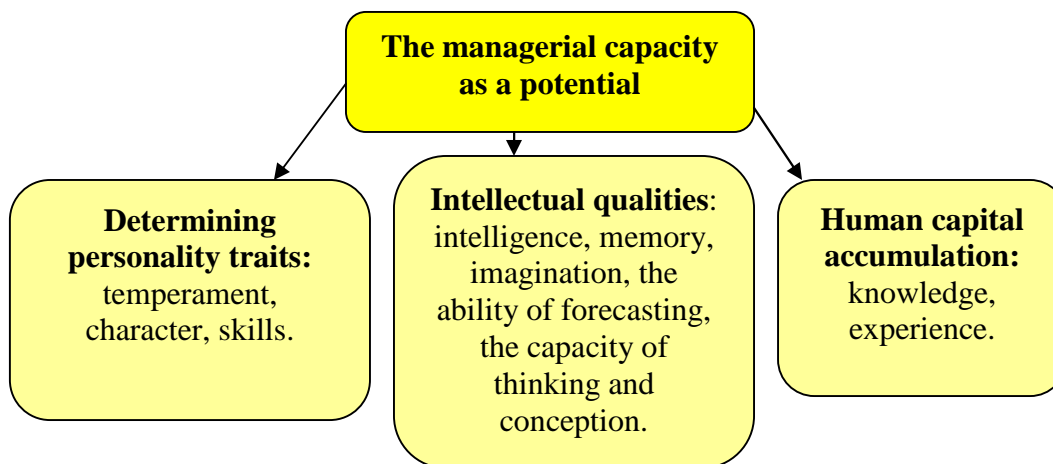 The managerial capacity
as a potential
Determining
personality traits:
temperament,
character, skills.
Intellectual qualities:
intelligence, memory,
imagination, the
ability of forecasting,
the capacity of
thinking and
conception.
Human capital
accumulation:
knowledge,
experience.